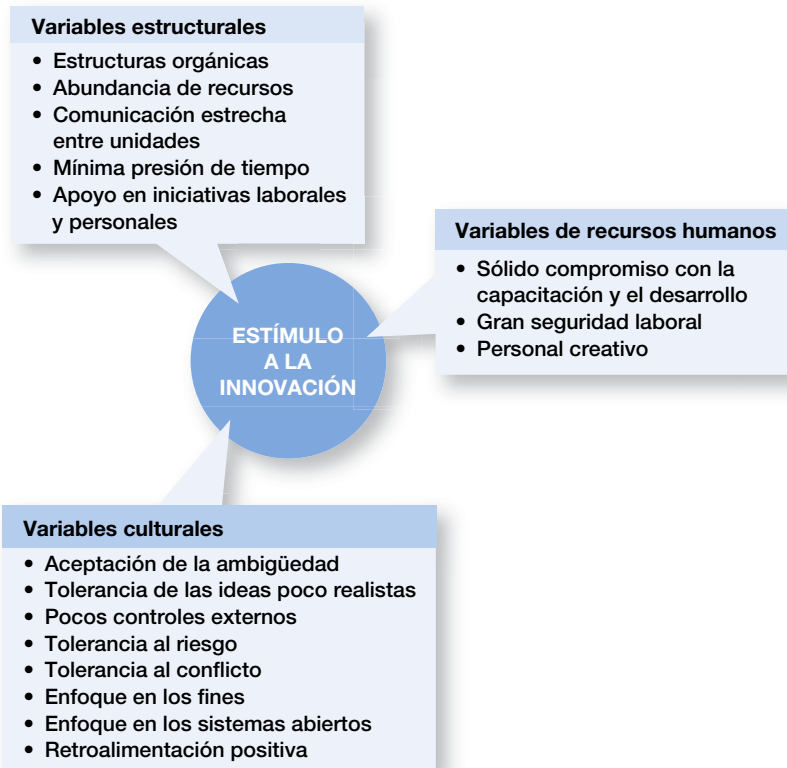 Variables estructurales
• Estructuras orgánicas
• Abundancia de recursos
• Comunicación estrecha
entre unidades
• Mínima presión de tiempo
• Apoyo en iniciativas laborales
y personales
Variables de recursos humanos
• Sólido compromiso con la
capacitación y el desarrollo
• Gran seguridad laboral
• Personal creativo
ESTÍMULO
A LA
INNOVACIÓN
Variables culturales
• Aceptación de la ambigüedad
• Tolerancia de las ideas poco realistas
• Pocos controles externos
• Tolerancia al riesgo
• Tolerancia al conflicto
• Enfoque en los fines
• Enfoque en los sistemas abiertos
• Retroalimentación positiva